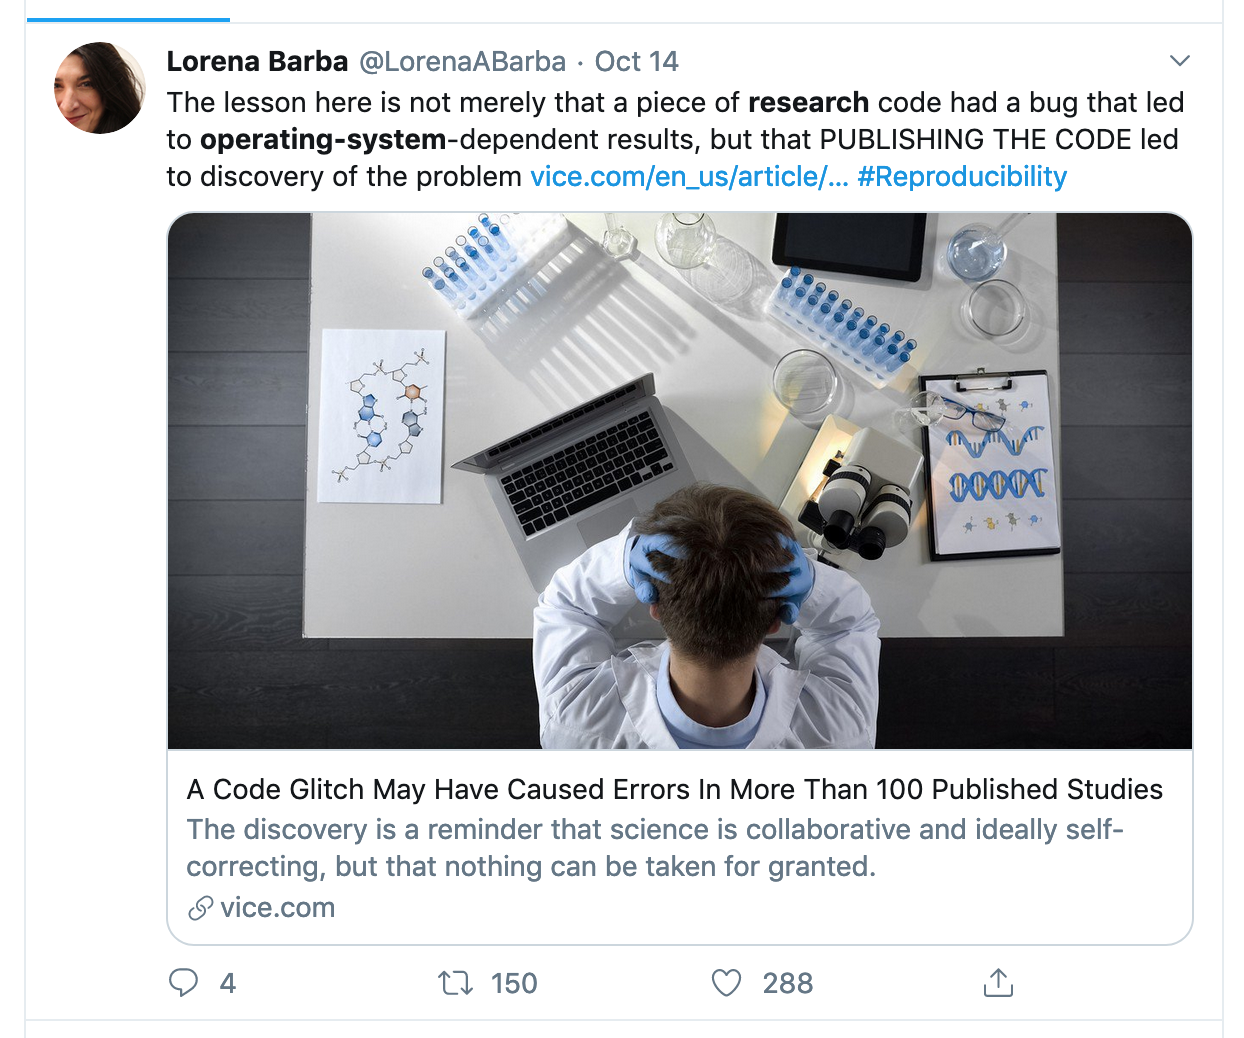 Lorena Barba @LorenaABarba · Oct 14
The lesson here is not merely that a piece of research code had a bug that led
to operating-system-dependent results, but that PUBLISHING THE CODE led
to discovery of the problem vice.com/en_us/article/... #Reproducibility
A Code Glitch May Have Caused Errors In More Than 100 Published Studies
The discovery is a reminder that science is collaborative and ideally self-
correcting, but that nothing can be taken for granted.
vice.com
4 150 288